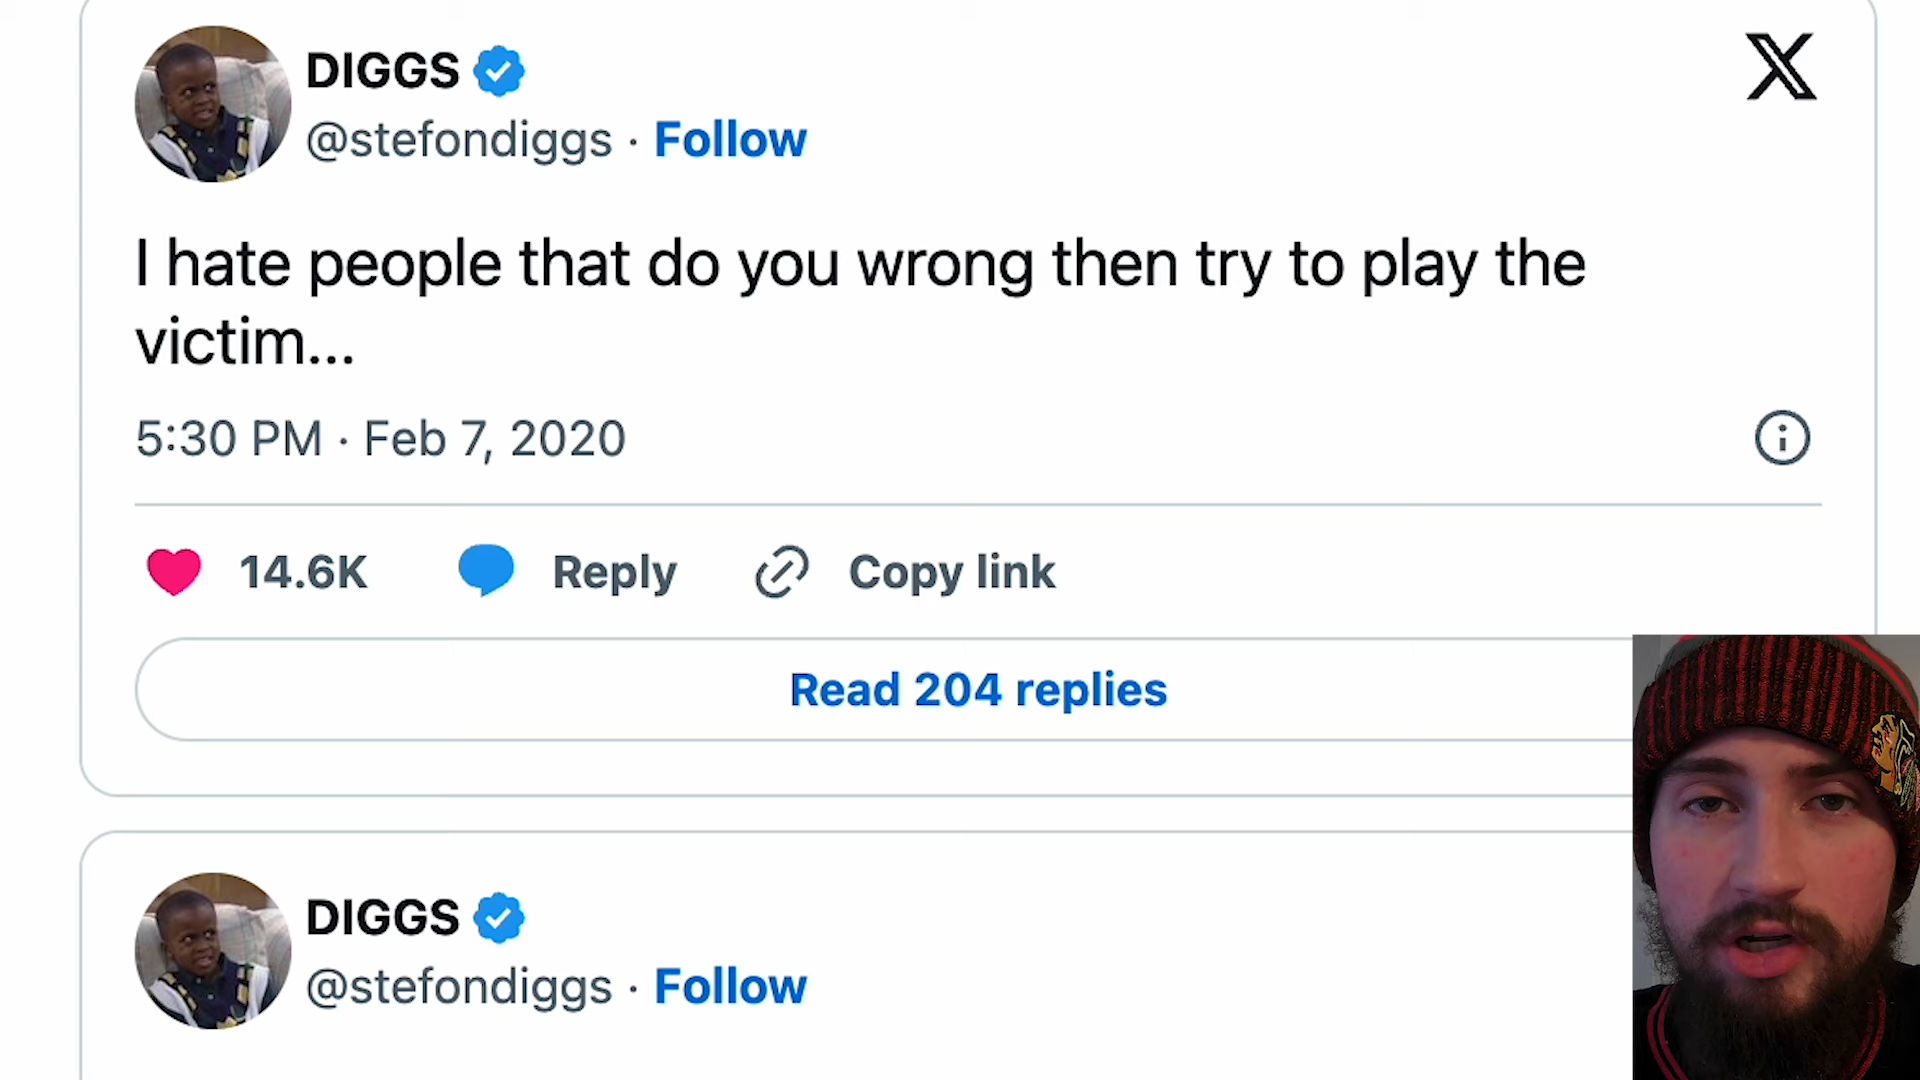 DIGGS
@stefondiggs · Follow
I hate people that do you wrong then try to play the
victim...
5:30 PM · Feb 7, 2020
14.6K Reply Copy link
Read 204 replies
DIGGS
@stefondiggs · Follow